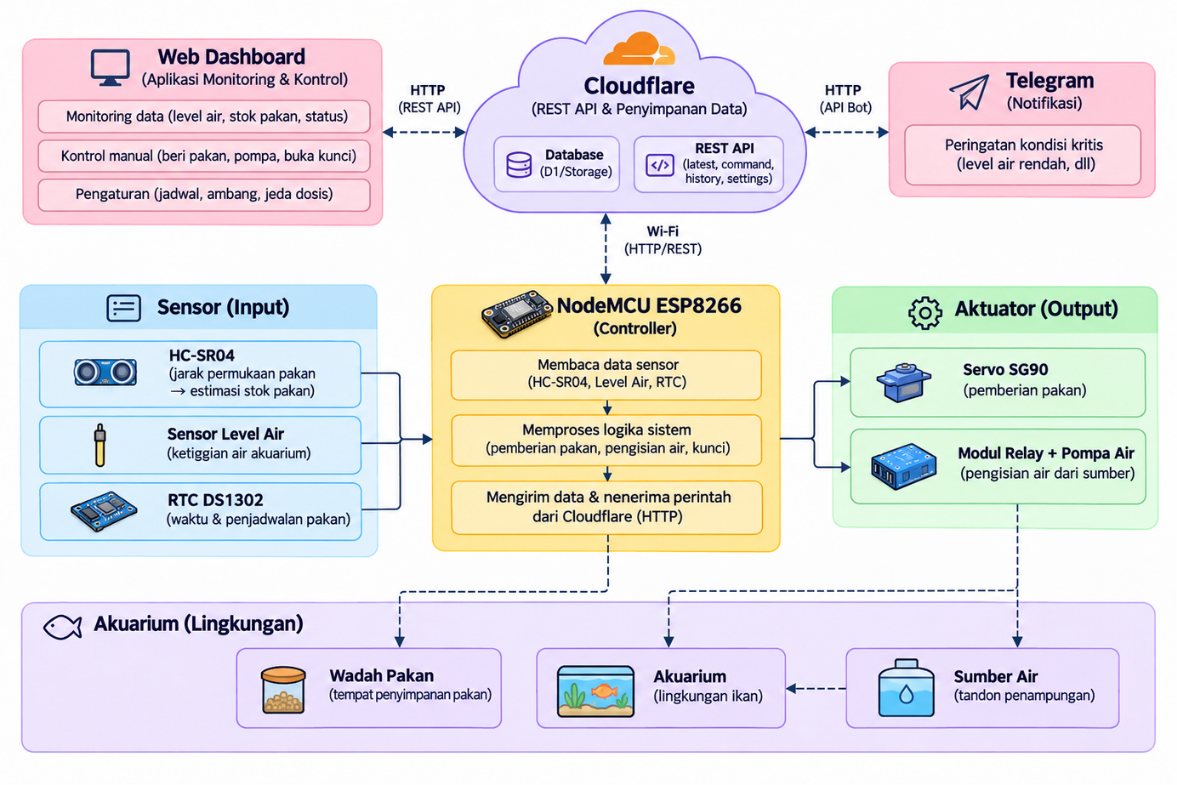 Web Dashboard
(Aplikasi Monitoring & Kontrol)
Monitoring data (level air, stok pakan, status)
Kontrol manual (beri pakan, pompa, buka kunci)
Pengaturan (jadwal, ambang, jeda dosis)
HTTP
(REST API)
Cloudflare
(REST API & Penyimpanan Data)
Database
(D1/Storage)
REST API
(latest, command,
history, settings)
HTTP
(API Bot)
Telegram
(Notifikasi)
Peringatan kondisi kritis
(level air rendah, dll)
Wi-Fi
(HTTP/REST)
Sensor (Input)
HC-SR04
(jarak permukaan pakan
→ estimasi stok pakan)
Sensor Level Air
(ketiggian air akuarium)
RTC DS1302
(waktu & penjadwalan pakan)
NodeMCU ESP8266
(Controller)
Membaca data sensor
(HC-SR04, Level Air, RTC)
Memproses logika sistem
(pemberian pakan, pengisian air, kunci)
Mengirim data & nenerima perintah
dari Cloudflare (HTTP)
Aktuator (Output)
Servo SG90
(pemberian pakan)
Modul Relay + Pompa Air
(pengisian air dari sumber)
Akuarium (Lingkungan)
Wadah Pakan
(tempat penyimpanan pakan)
Akuarium
(lingkungan ikan)
Sumber Air
(tandon penampungan)